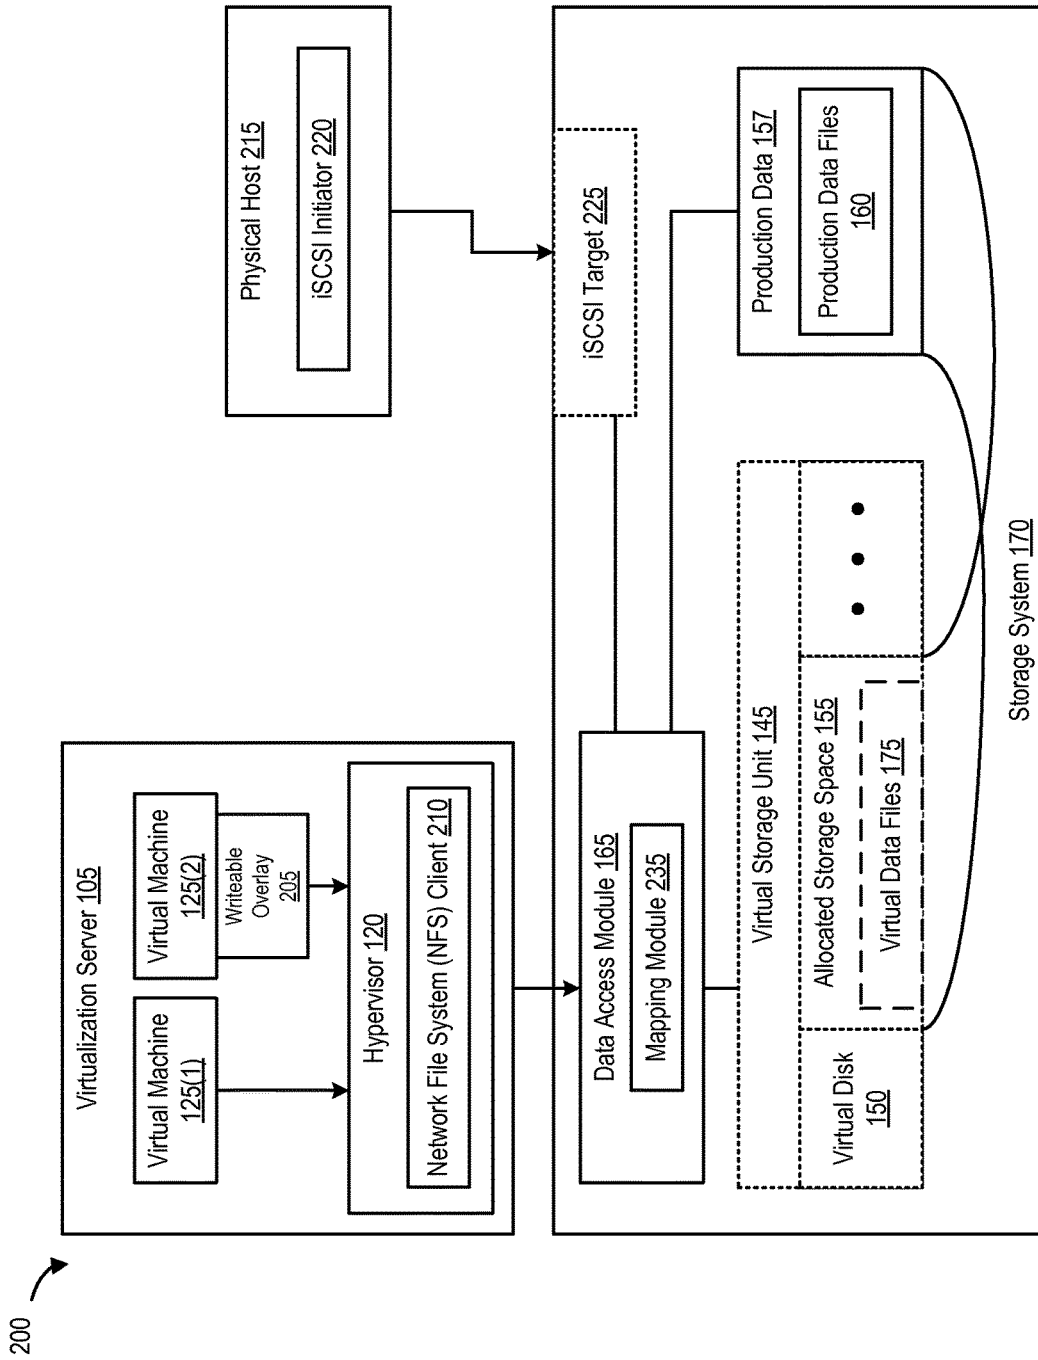 200
Virtualization Server 105
Virtual Machine
125(1)
Virtual Machine
125(2)
Writeable
Overlay
205
Hypervisor 120
Network File System (NFS) Client 210
Physical Host 215
iSCSI Initiator 220
iSCSI Target 225
Data Access Module 165
Mapping Module 235
Virtual Storage Unit 145
Virtual Disk
150
Allocated Storage Space 155
Virtual Data Files 175
Production Data 157
Production Data Files
160
Storage System 170